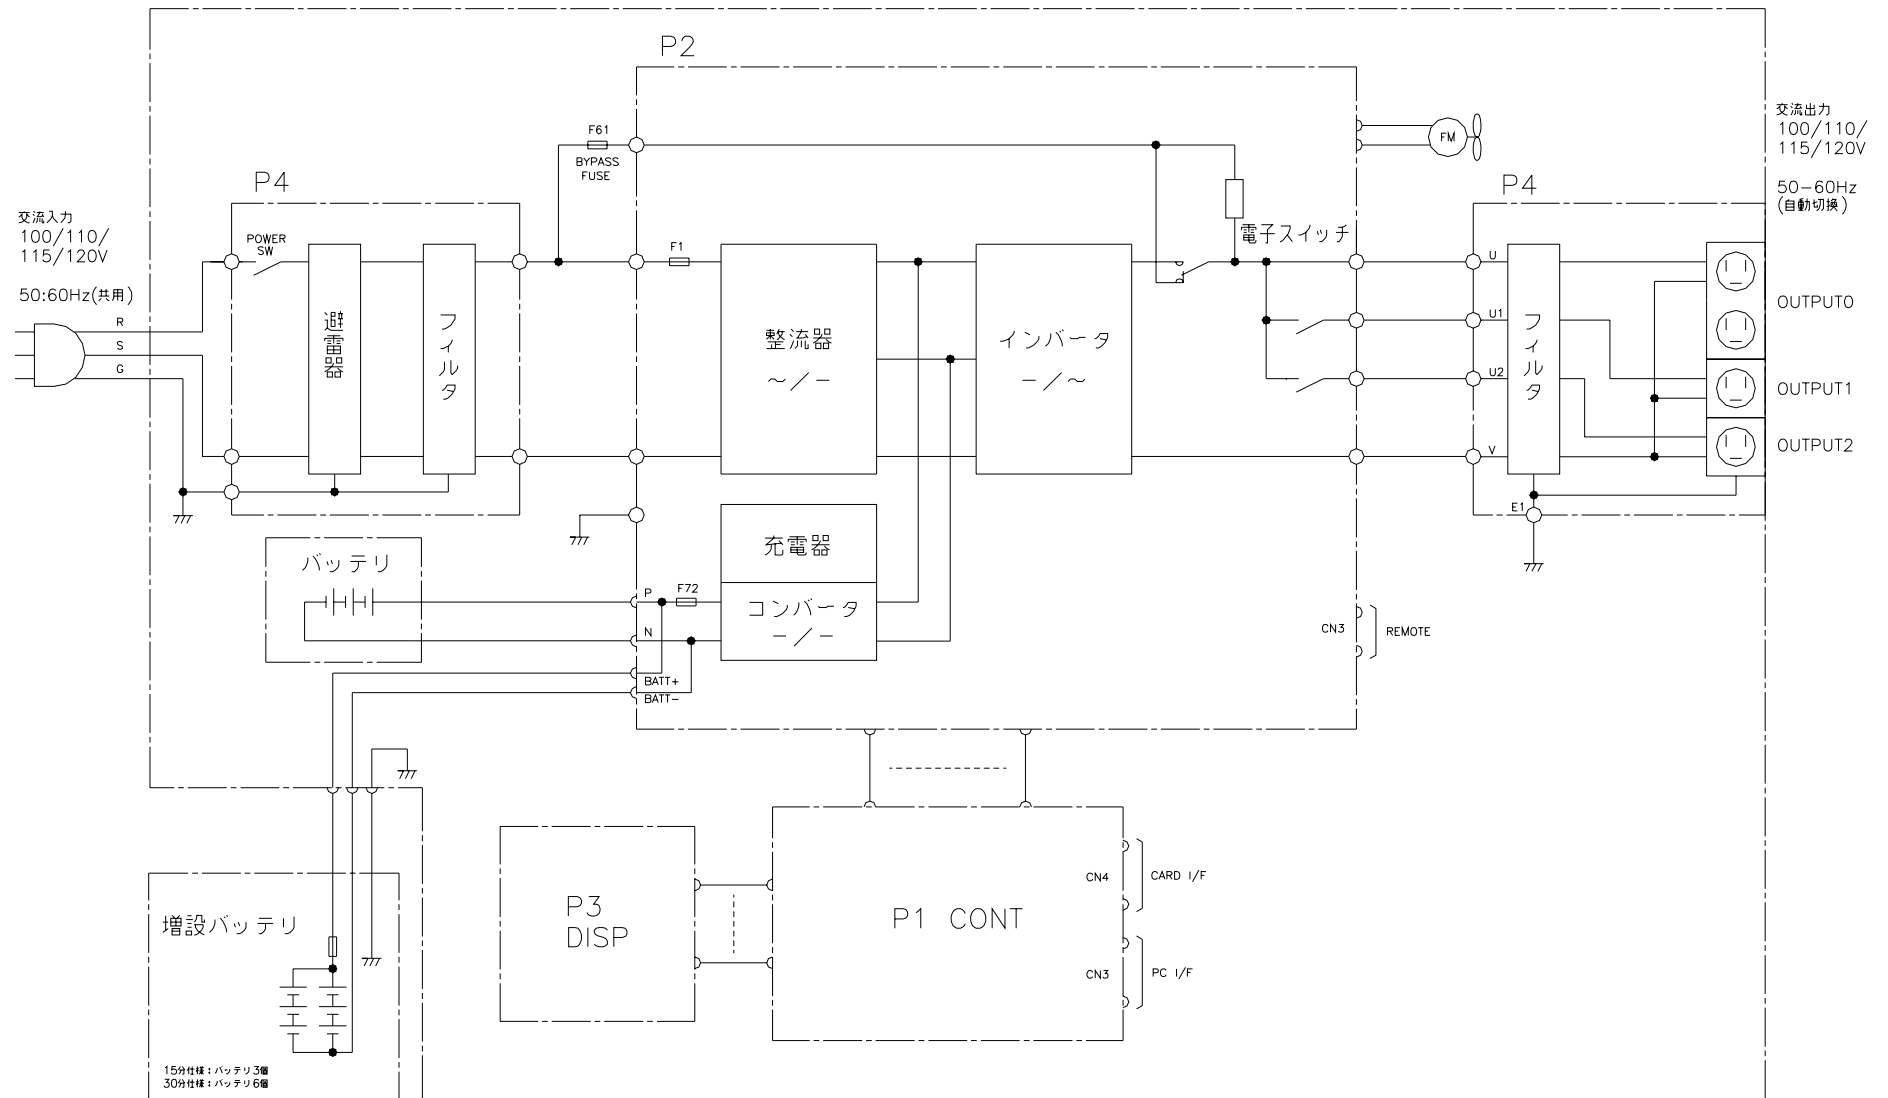 P2
交流出力
100/110/
115/120V
50-60Hz
(自動切換)
F61
BYPASS
FUSE
FM
P4
P4
交流入力
100/110/
115/120V
50:60Hz(共用)
POWER
SW
F1
電子スイッチ
R
S
G
避雷器
フィルタ
整流器
~/-
インバータ
-/~
U
U1
U2
V
フィルタ
OUTPUT0
OUTPUT1
OUTPUT2
E1
充電器
コンバータ
-/-
バッテリ
P
F72
N
BATT+
BATT-
CN3
REMOTE
P3
DISP
P1 CONT
CN4
CARD I/F
CN3
PC I/F
増設バッテリ
15分仕様:バッテリ3個
30分仕様:バッテリ6個